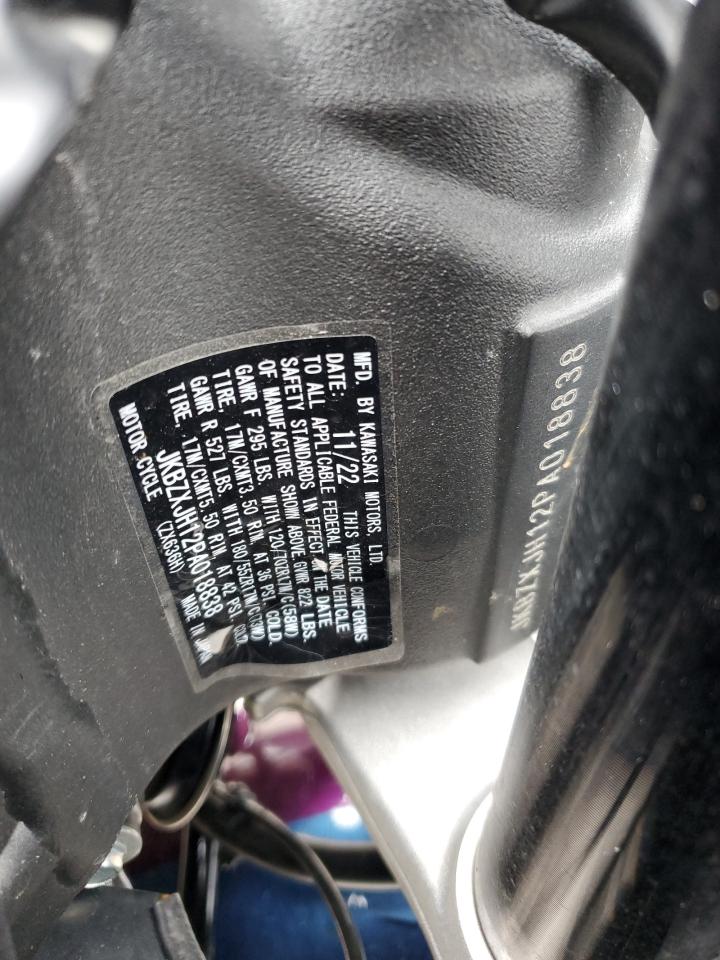 MFD. BY KAWASAKI MOTORS, LTD.
DATE: 11/22 THIS VEHICLE CONFORMS
TO ALL APPLICABLE FEDERAL MOTOR VEHICLE
SAFETY STANDARDS IN EFFECT THE DATE
OF MANUFACTURE SHOWN ABOVE.GVWR 822 LBS.
GAWR F 295 LBS. WITH 120/70ZR17M/C(58W)
TIRE, 17M/CXMT3.50 RIM, AT 36 PSI COLD.
GAWR R 527 LBS. WITH 180/55ZR17M/C(73W)
TIRE, 17M/CXMT5.50 RIM, AT 42 PSI COLD.
JKBZXJH12PA018838
MOTOR CYCLE (ZX636H) MADE IN JAPAN
JKBZXJH12PA018838